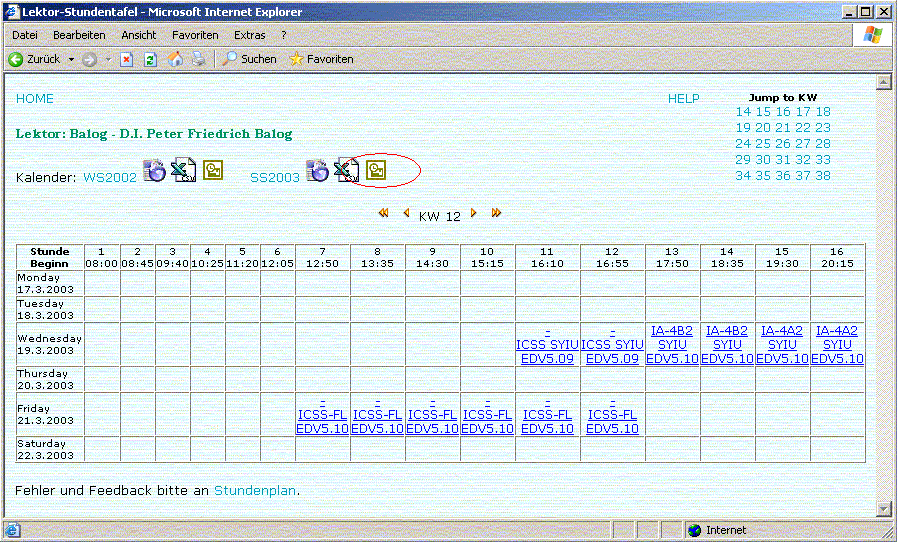 Lektor-Stundentafel - Microsoft Internet Explorer
Datei Bearbeiten Ansicht Favoriten Extras ?
Zurück Suchen Favoriten
HOME HELP Jump to KW
14 15 16 17 18
19 20 21 22 23
24 25 26 27 28
29 30 31 32 33
34 35 36 37 38
Lektor: Balog - D.I. Peter Friedrich Balog
Kalender: WS2002 CSV SS2003 CSV
KW 12
Stunde 1 2 3 4 5 6 7 8 9 10 11 12 13 14 15 16
Beginn 08:00 08:45 09:40 10:25 11:20 12:05 12:50 13:35 14:30 15:15 16:10 16:55 17:50 18:35 19:30 20:15
Monday
17.3.2003
Tuesday
18.3.2003
Wednesday
19.3.2003
- - IA-4B2 IA-4B2 IA-4A2 IA-4A2
ICSS SYIU ICSS SYIU SYIU SYIU SYIU SYIU
EDV5.09 EDV5.09 EDV5.10 EDV5.10 EDV5.10 EDV5.10
Thursday
20.3.2003
Friday
21.3.2003
- - - - - -
ICSS-FL ICSS-FL ICSS-FL ICSS-FL ICSS-FL ICSS-FL
EDV5.10 EDV5.10 EDV5.10 EDV5.10 EDV5.10 EDV5.10
Saturday
22.3.2003
Fehler und Feedback bitte an Stundenplan.
Internet